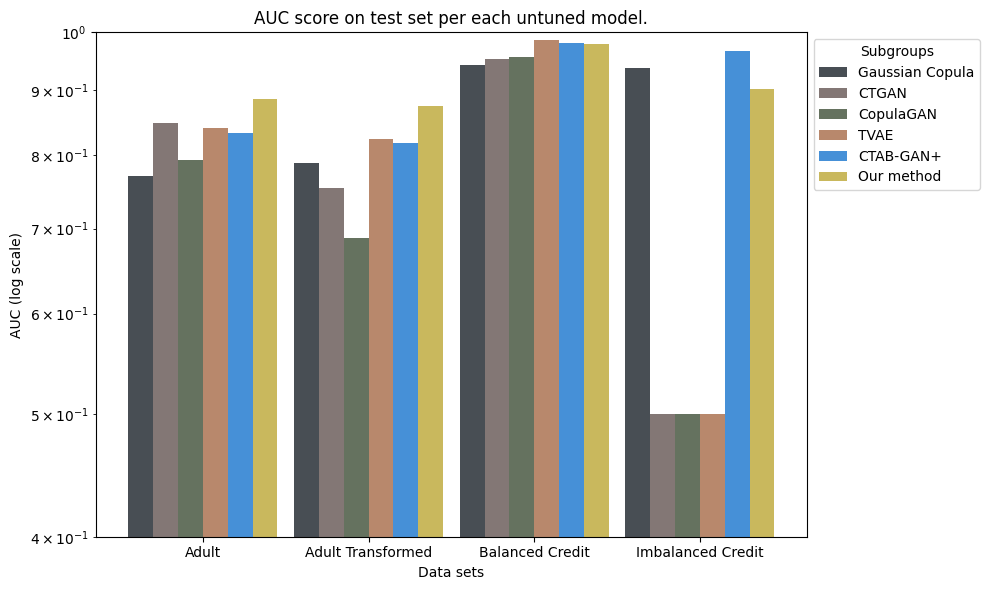 AUC score on test set per each untuned model.
10⁰
9 × 10⁻¹
8 × 10⁻¹
7 × 10⁻¹
6 × 10⁻¹
5 × 10⁻¹
4 × 10⁻¹
AUC (log scale)
Adult
Adult Transformed
Balanced Credit
Imbalanced Credit
Data sets
Subgroups
Gaussian Copula
CTGAN
CopulaGAN
TVAE
CTAB-GAN+
Our method